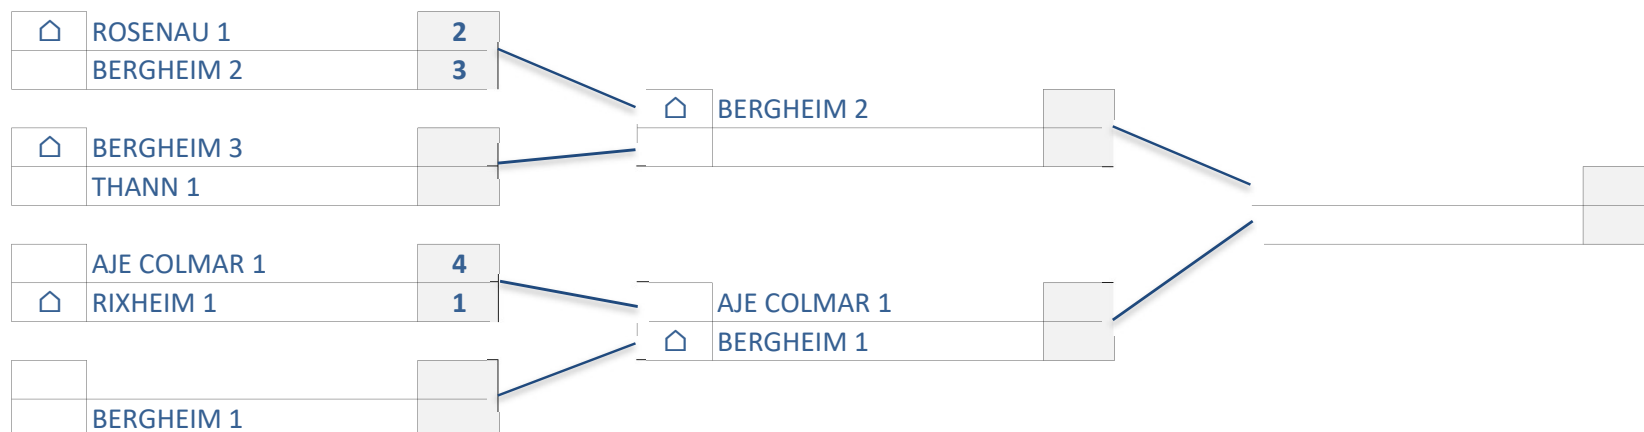 ROSENAU 1 2
BERGHEIM 2 3
BERGHEIM 3
THANN 1
AJE COLMAR 1 4
RIXHEIM 1 1
BERGHEIM 1
BERGHEIM 2
AJE COLMAR 1
BERGHEIM 1